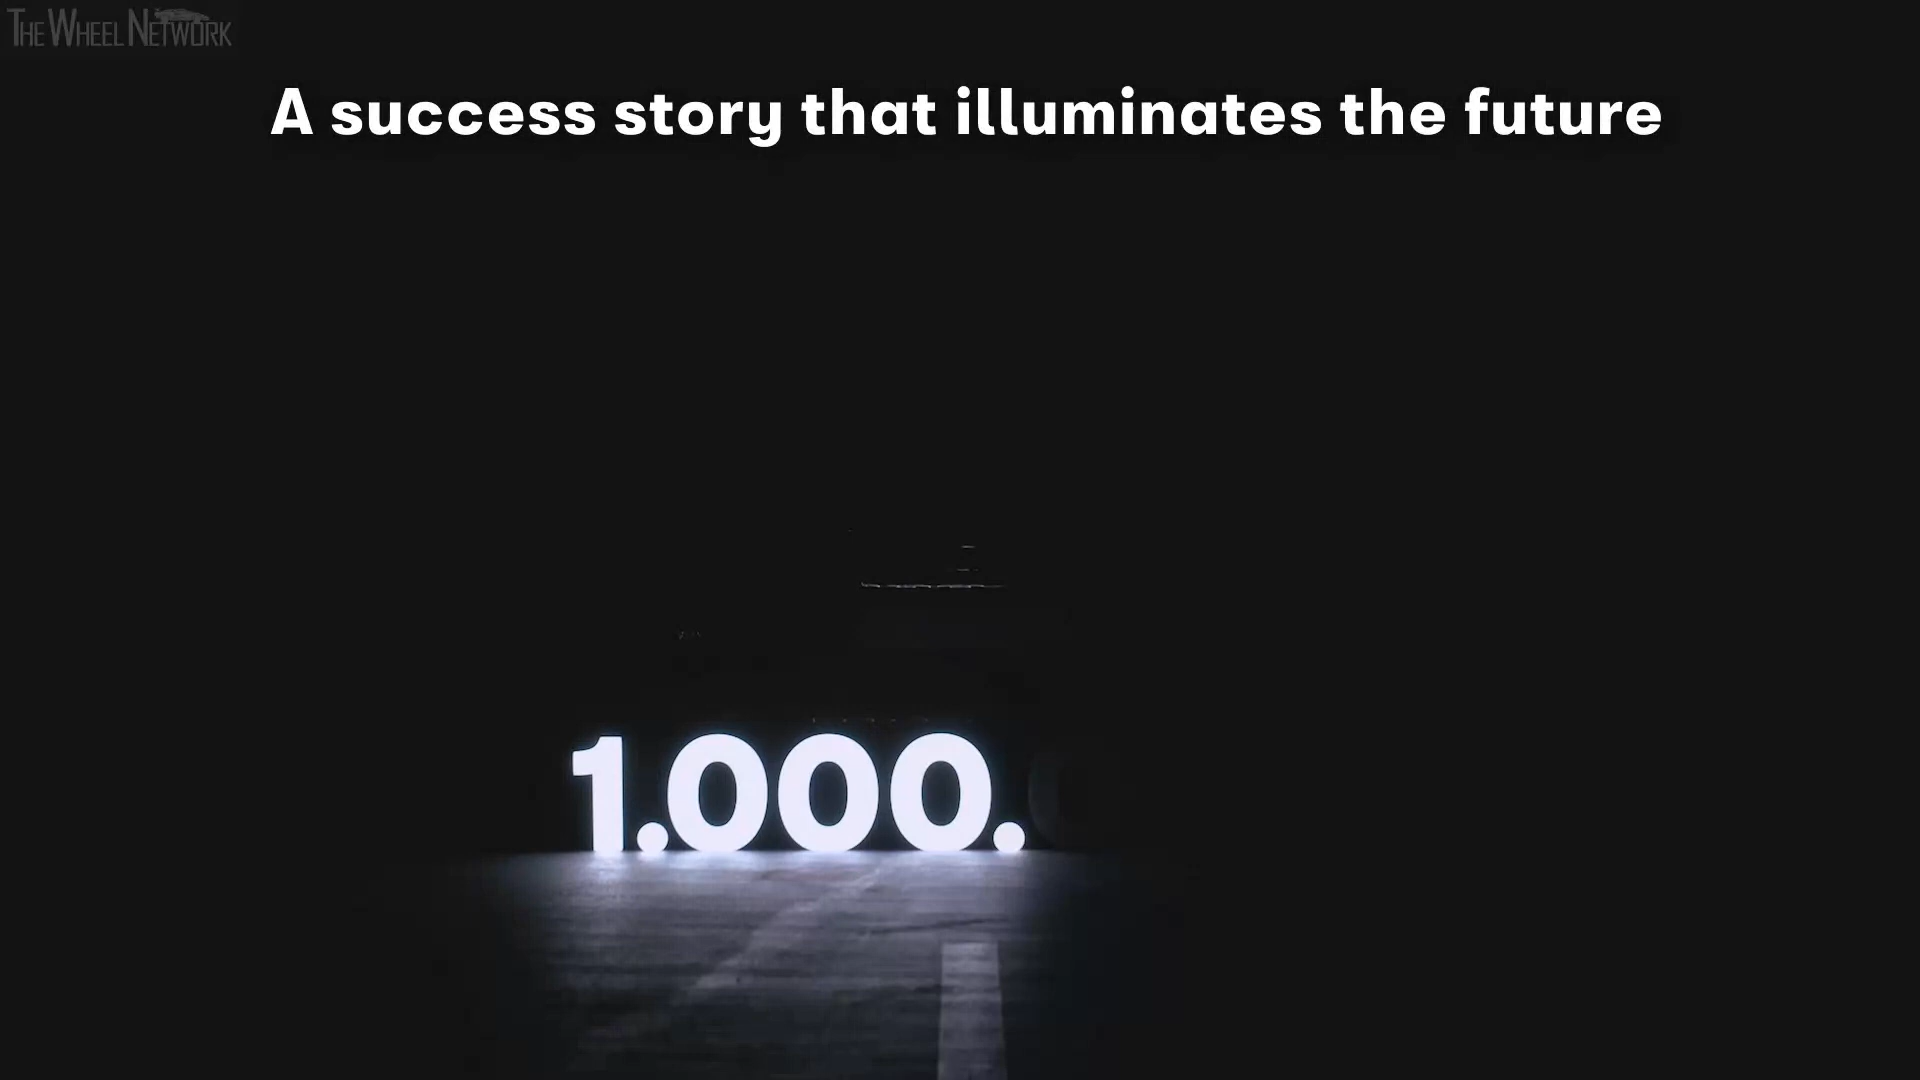 THE WHEEL NETWORK
A success story that illuminates the future
1.000.